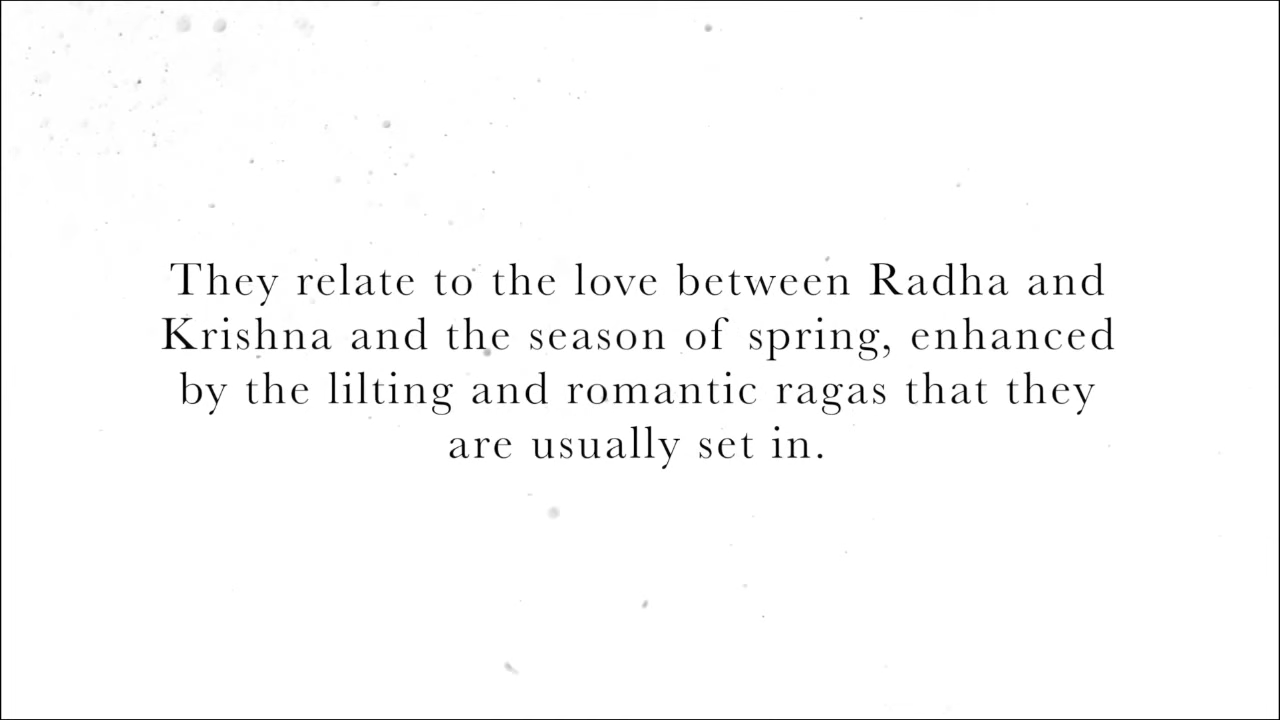 They relate to the love between Radha and
Krishna and the season of spring, enhanced
by the lilting and romantic ragas that they
are usually set in.